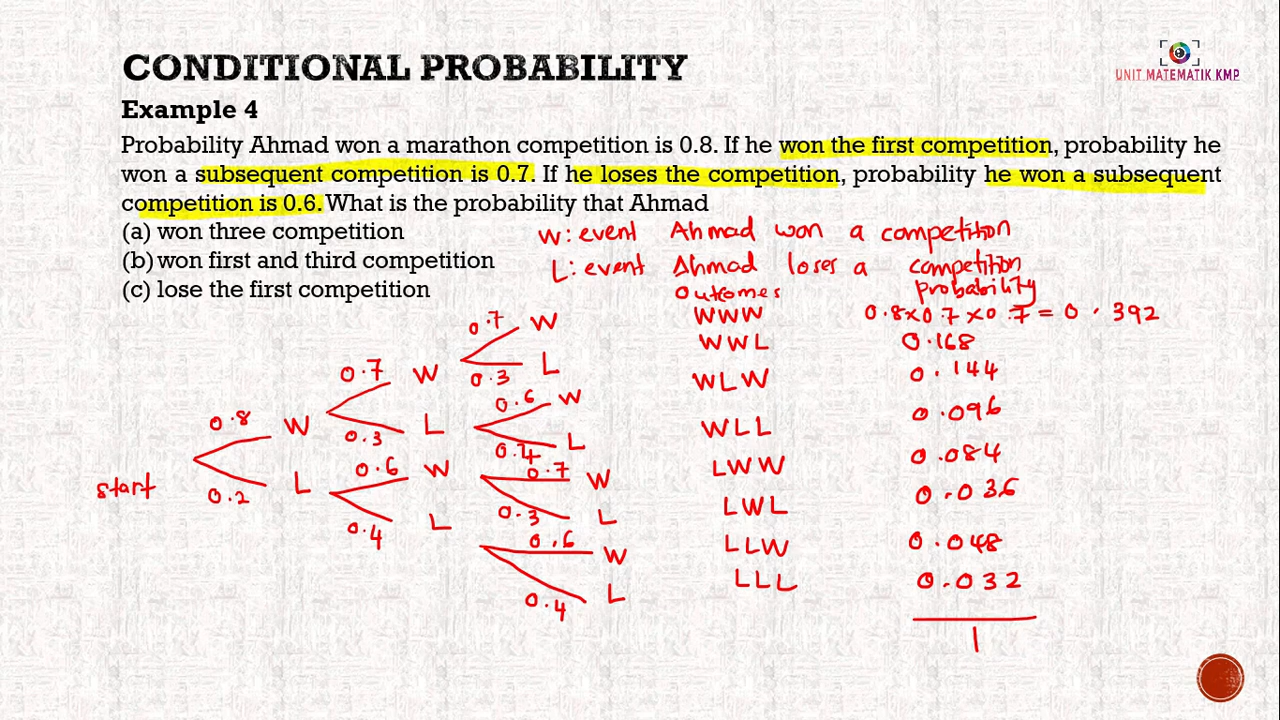 CONDITIONAL PROBABILITY
UNIT MATEMATIK KMP
Example 4
Probability Ahmad won a marathon competition is 0.8. If he won the first competition, probability he
won a subsequent competition is 0.7. If he loses the competition, probability he won a subsequent
competition is 0.6. What is the probability that Ahmad
(a) won three competition
(b) won first and third competition
(c) lose the first competition
W: event Ahmad won a competition
L: event Ahmad loses a competition
outcomes probability
WWW 0.8×0.7×0.7 = 0.392
WWL 0.168
WLW 0.144
WLL 0.096
LWW 0.084
LWL 0.036
LLW 0.048
LLL 0.032
1
start
0.8 W
0.2 L
0.7 W
0.3 L
0.6 W
0.4 L
0.7 W
0.3 L
0.6 W
0.4 L
0.7 W
0.3 L
0.6 W
0.4 L